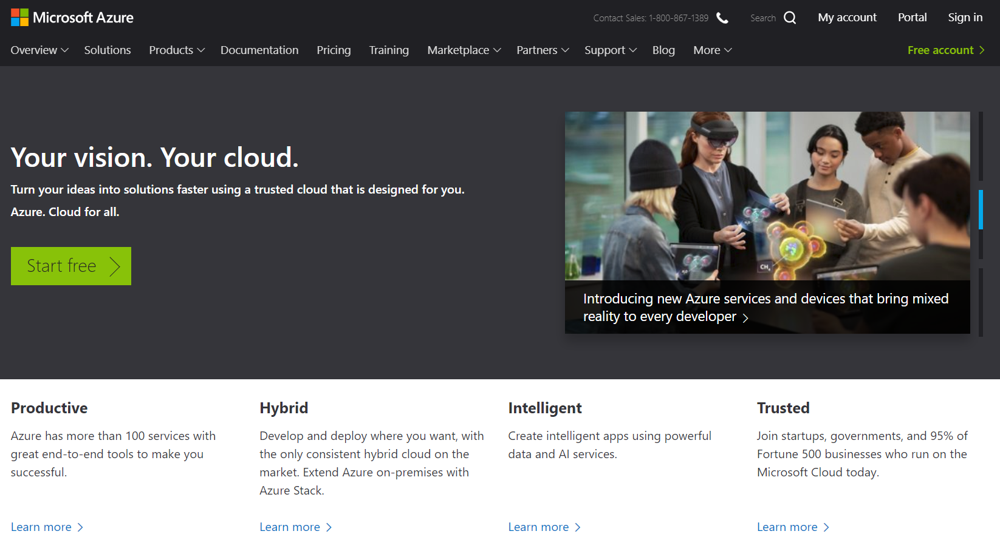 Microsoft Azure
Contact Sales: 1-800-867-1389
Search
My account
Portal
Sign in
Overview
Solutions
Products
Documentation
Pricing
Training
Marketplace
Partners
Support
Blog
More
Free account
Your vision. Your cloud.
Turn your ideas into solutions faster using a trusted cloud that is designed for you.
Azure. Cloud for all.
Start free
CH₄
Introducing new Azure services and devices that bring mixed
reality to every developer
Productive
Azure has more than 100 services with
great end-to-end tools to make you
successful.
Learn more
Hybrid
Develop and deploy where you want, with
the only consistent hybrid cloud on the
market. Extend Azure on-premises with
Azure Stack.
Learn more
Intelligent
Create intelligent apps using powerful
data and AI services.
Learn more
Trusted
Join startups, governments, and 95% of
Fortune 500 businesses who run on the
Microsoft Cloud today.
Learn more